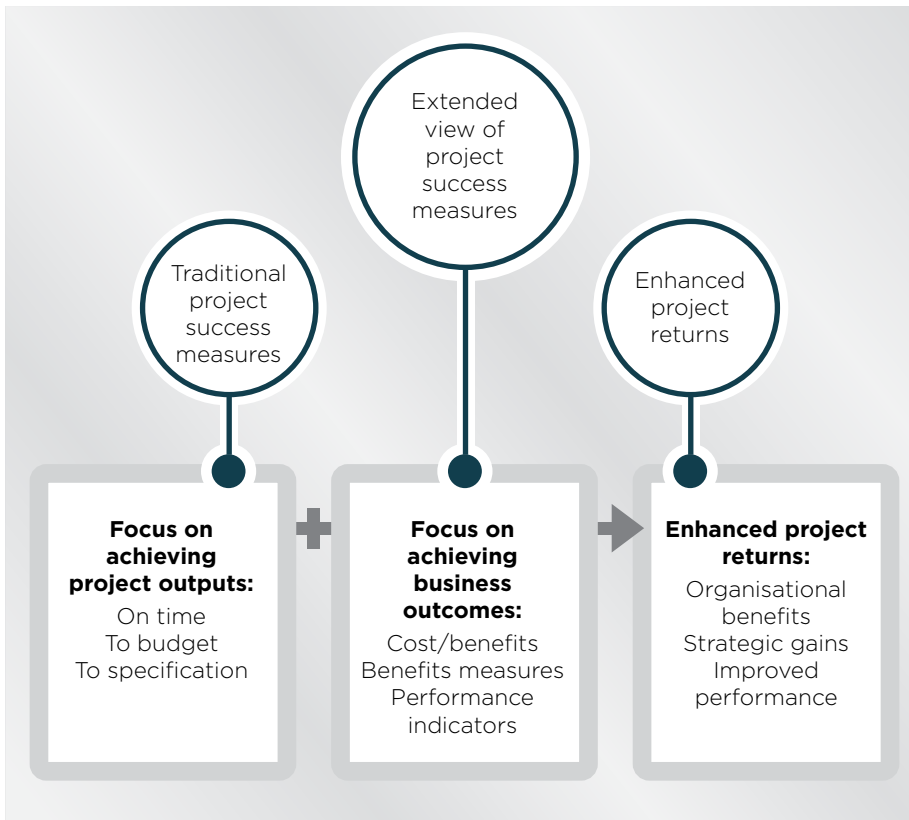 Extended
view of
project
success
measures
Traditional
project
success
measures
Enhanced
project
returns
Focus on
achieving
project outputs:
On time
To budget
To specification
Focus on
achieving
business
outcomes:
Cost/benefits
Benefits measures
Performance
indicators
Enhanced project
returns:
Organisational
benefits
Strategic gains
Improved
performance